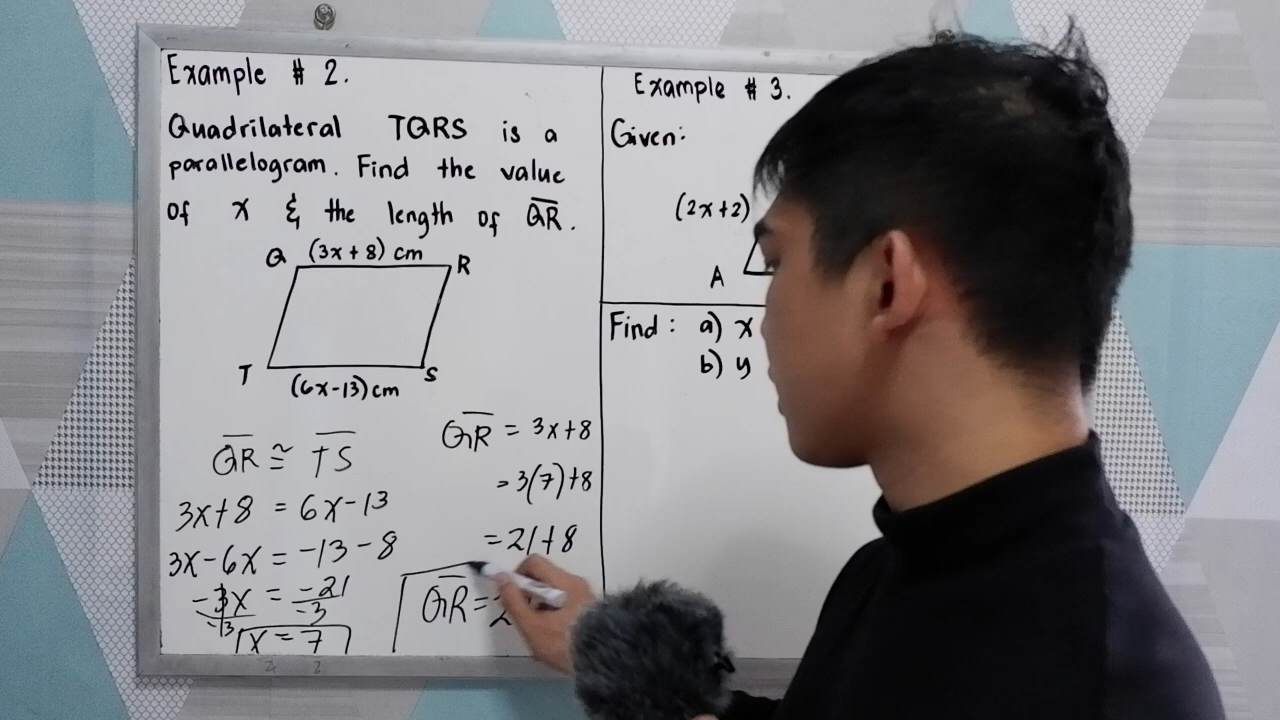 Example # 2.
Quadrilateral TQRS is a
parallelogram. Find the value
of x & the length of QR.
Q (3x + 8) cm R
T (6x-13) cm S
QR ≅ TS
3x+8 = 6x-13
3x-6x = -13 - 8
-3x = -21
-3 -3
x = 7
QR = 3x+8
= 3(7)+8
= 21+8
QR = 2
Example # 3.
Given:
(2x+2)
A
Find: a) x
b) y